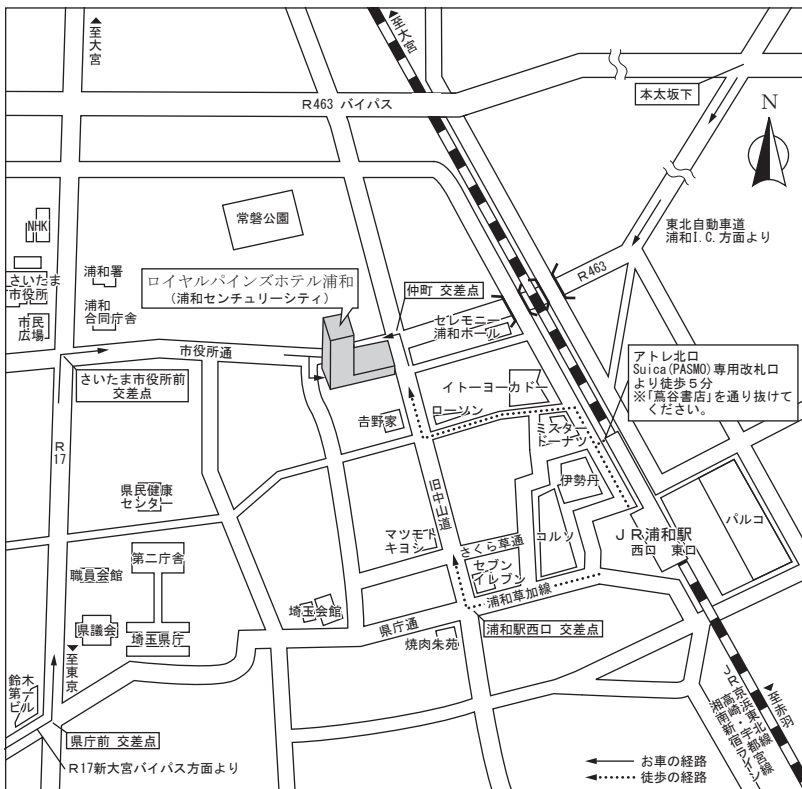 至大宮
至大宮
R463 バイパス
本太坂下
N
常磐公園
NHK
東北自動車道
浦和I.C.方面より
R463
さいたま
市役所
浦和署
浦和
合同庁舎
市民
広場
ロイヤルパインズホテル浦和
(浦和センチュリーシティ)
仲町 交差点
セレモニー
浦和ホール
市役所通
さいたま市役所前
交差点
アトレ北口
Suica(PASMO)専用改札口
より徒歩5分
※「蔦谷書店」を通り抜けて
ください。
イトーヨーカドー
ローソン
吉野家
ミスター
ドーナツ
R
17
旧中山道
伊勢丹
県民健康
センター
マツモト
キヨシ
さくら草通
コルソ
JR浦和駅
西口 東口
パルコ
第二庁舎
職員会館
セブン
イレブン
浦和草加線
埼玉会館
県議会
埼玉県庁
県庁通
焼肉朱苑
浦和駅西口 交差点
至東京
鈴木
第一
ビル
県庁前 交差点
R17新大宮バイパス方面より
JR京浜東北線
高崎・宇都宮線
湘南新宿ライン
至赤羽
お車の経路
徒歩の経路